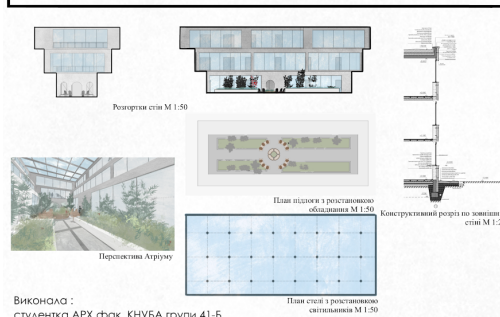 Розгортки стін М 1:50
План підлоги з розстановкою
обладнання М 1:50
Конструктивний розріз по зовнішн
стіні М 1:2
Перспектива Атріуму
План стелі з розстановкою
світильників М 1:50
Виконала :
студентка АРХ фак. КНУБА групи 41-Б